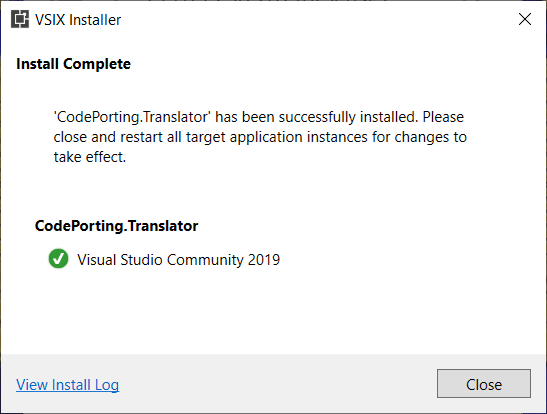 VSIX Installer
Install Complete
'CodePorting.Translator' has been successfully installed. Please
close and restart all target application instances for changes to
take effect.
CodePorting.Translator
Visual Studio Community 2019
View Install Log
Close